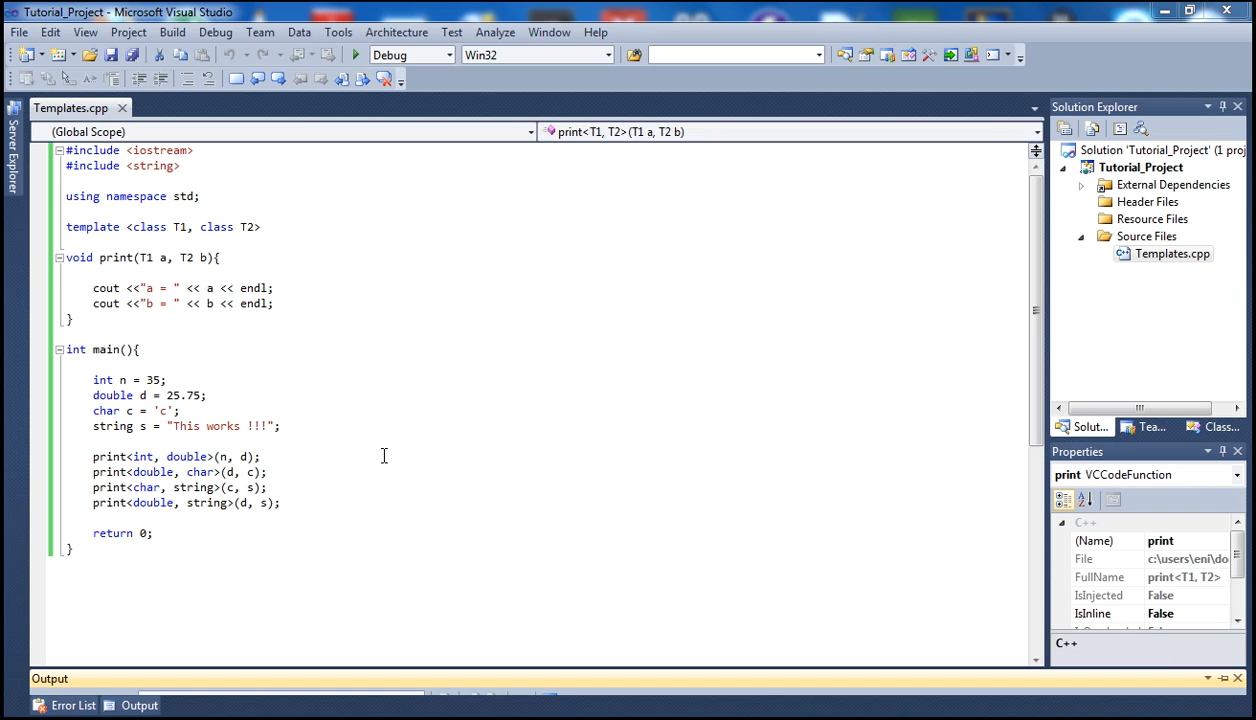 Tutorial_Project - Microsoft Visual Studio
File Edit View Project Build Debug Team Data Tools Architecture Test Analyze Window Help
Debug Win32
Server Explorer
Templates.cpp
(Global Scope) print<T1, T2>(T1 a, T2 b)
#include <iostream>
#include <string>
using namespace std;
template <class T1, class T2>
void print(T1 a, T2 b){
cout <<"a = " << a << endl;
cout <<"b = " << b << endl;
}
int main(){
int n = 35;
double d = 25.75;
char c = 'c';
string s = "This works !!!";
print<int, double>(n, d);
print<double, char>(d, c);
print<char, string>(c, s);
print<double, string>(d, s);
return 0;
}
Solution Explorer
Solution 'Tutorial_Project' (1 proj
Tutorial_Project
External Dependencies
Header Files
Resource Files
Source Files
Templates.cpp
Solut... Tea... Class...
Properties
print VCCodeFunction
C++
(Name) print
File c:\users\eni\do
FullName print<T1, T2>
IsInjected False
IsInline False
C++
Output
Error List Output